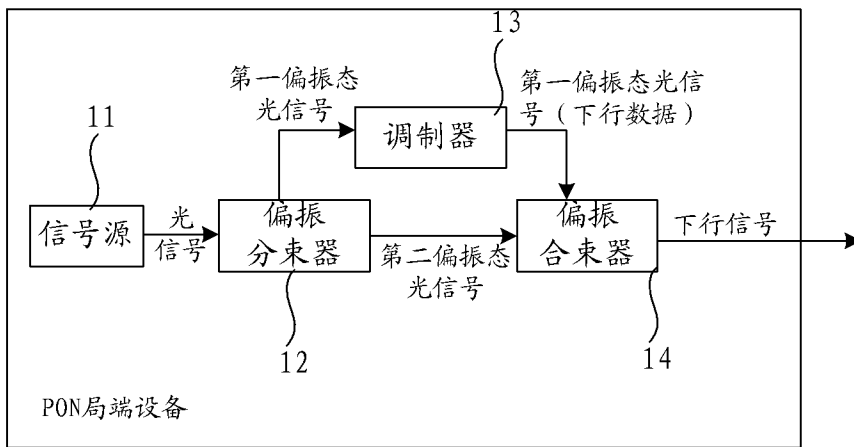 13
第一偏振态
光信号
第一偏振态光信
号(下行数据)
11
调制器
信号源
光
信号
偏振
分束器
第二偏振态
光信号
偏振
合束器
下行信号
12
14
PON局端设备